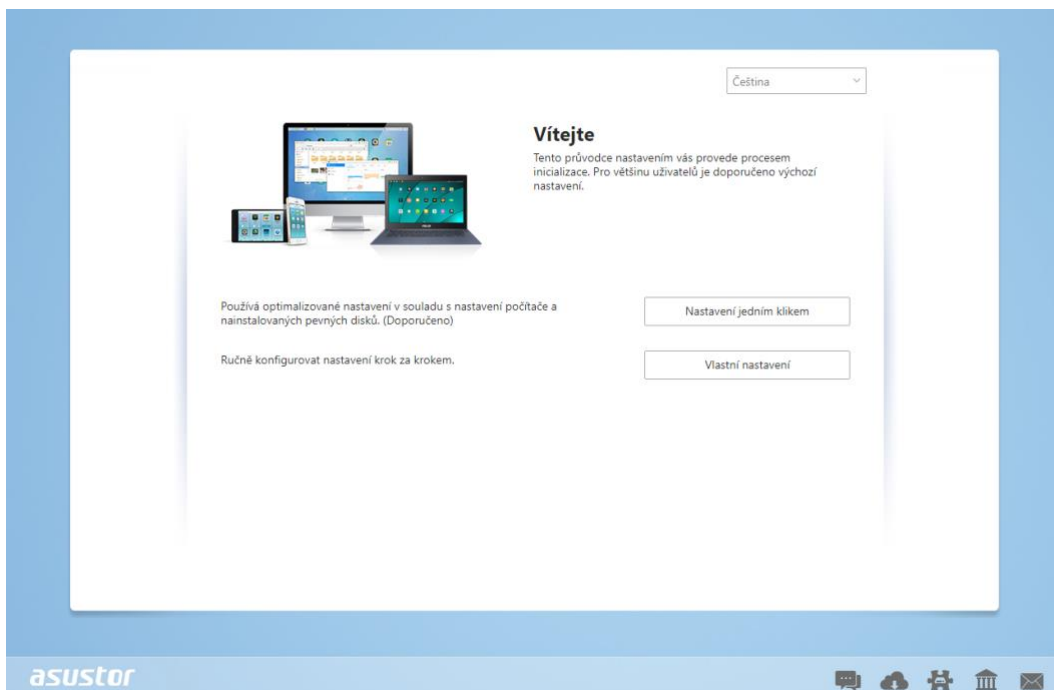 Čeština
Vítejte
Tento průvodce nastavením vás provede procesem
inicializace. Pro většinu uživatelů je doporučeno výchozí
nastavení.
Používá optimalizované nastavení v souladu s nastavení počítače a
nainstalovaných pevných disků. (Doporučeno)
Nastavení jedním klikem
Ručně konfigurovat nastavení krok za krokem.
Vlastní nastavení
asustor